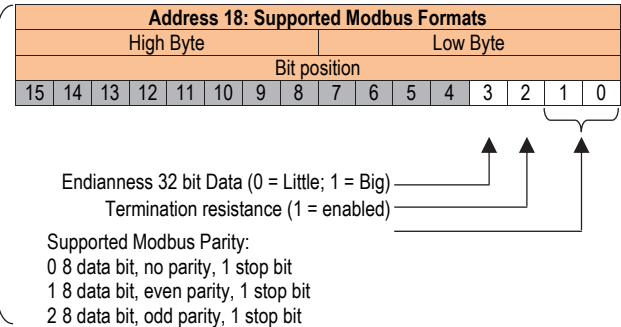 Address 18: Supported Modbus Formats
High Byte Low Byte
Bit position
15 14 13 12 11 10 9 8 7 6 5 4 3 2 1 0
Endianness 32 bit Data (0 = Little; 1 = Big)
Termination resistance (1 = enabled)
Supported Modbus Parity:
0 8 data bit, no parity, 1 stop bit
1 8 data bit, even parity, 1 stop bit
2 8 data bit, odd parity, 1 stop bit